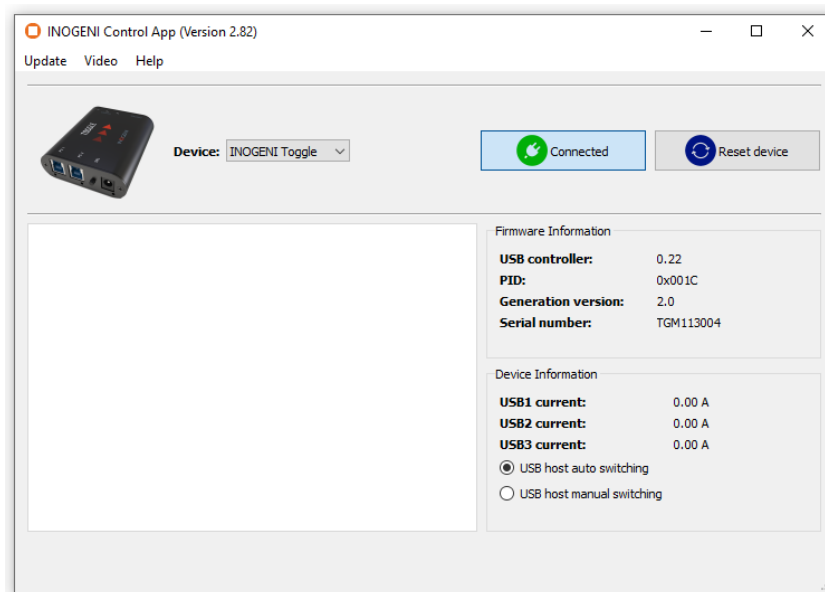 INOGENI Control App (Version 2.82)
Update Video Help
Device: INOGENI Toggle
Connected
Reset device
Firmware Information
USB controller: 0.22
PID: 0x001C
Generation version: 2.0
Serial number: TGM113004
Device Information
USB1 current: 0.00 A
USB2 current: 0.00 A
USB3 current: 0.00 A
USB host auto switching
USB host manual switching